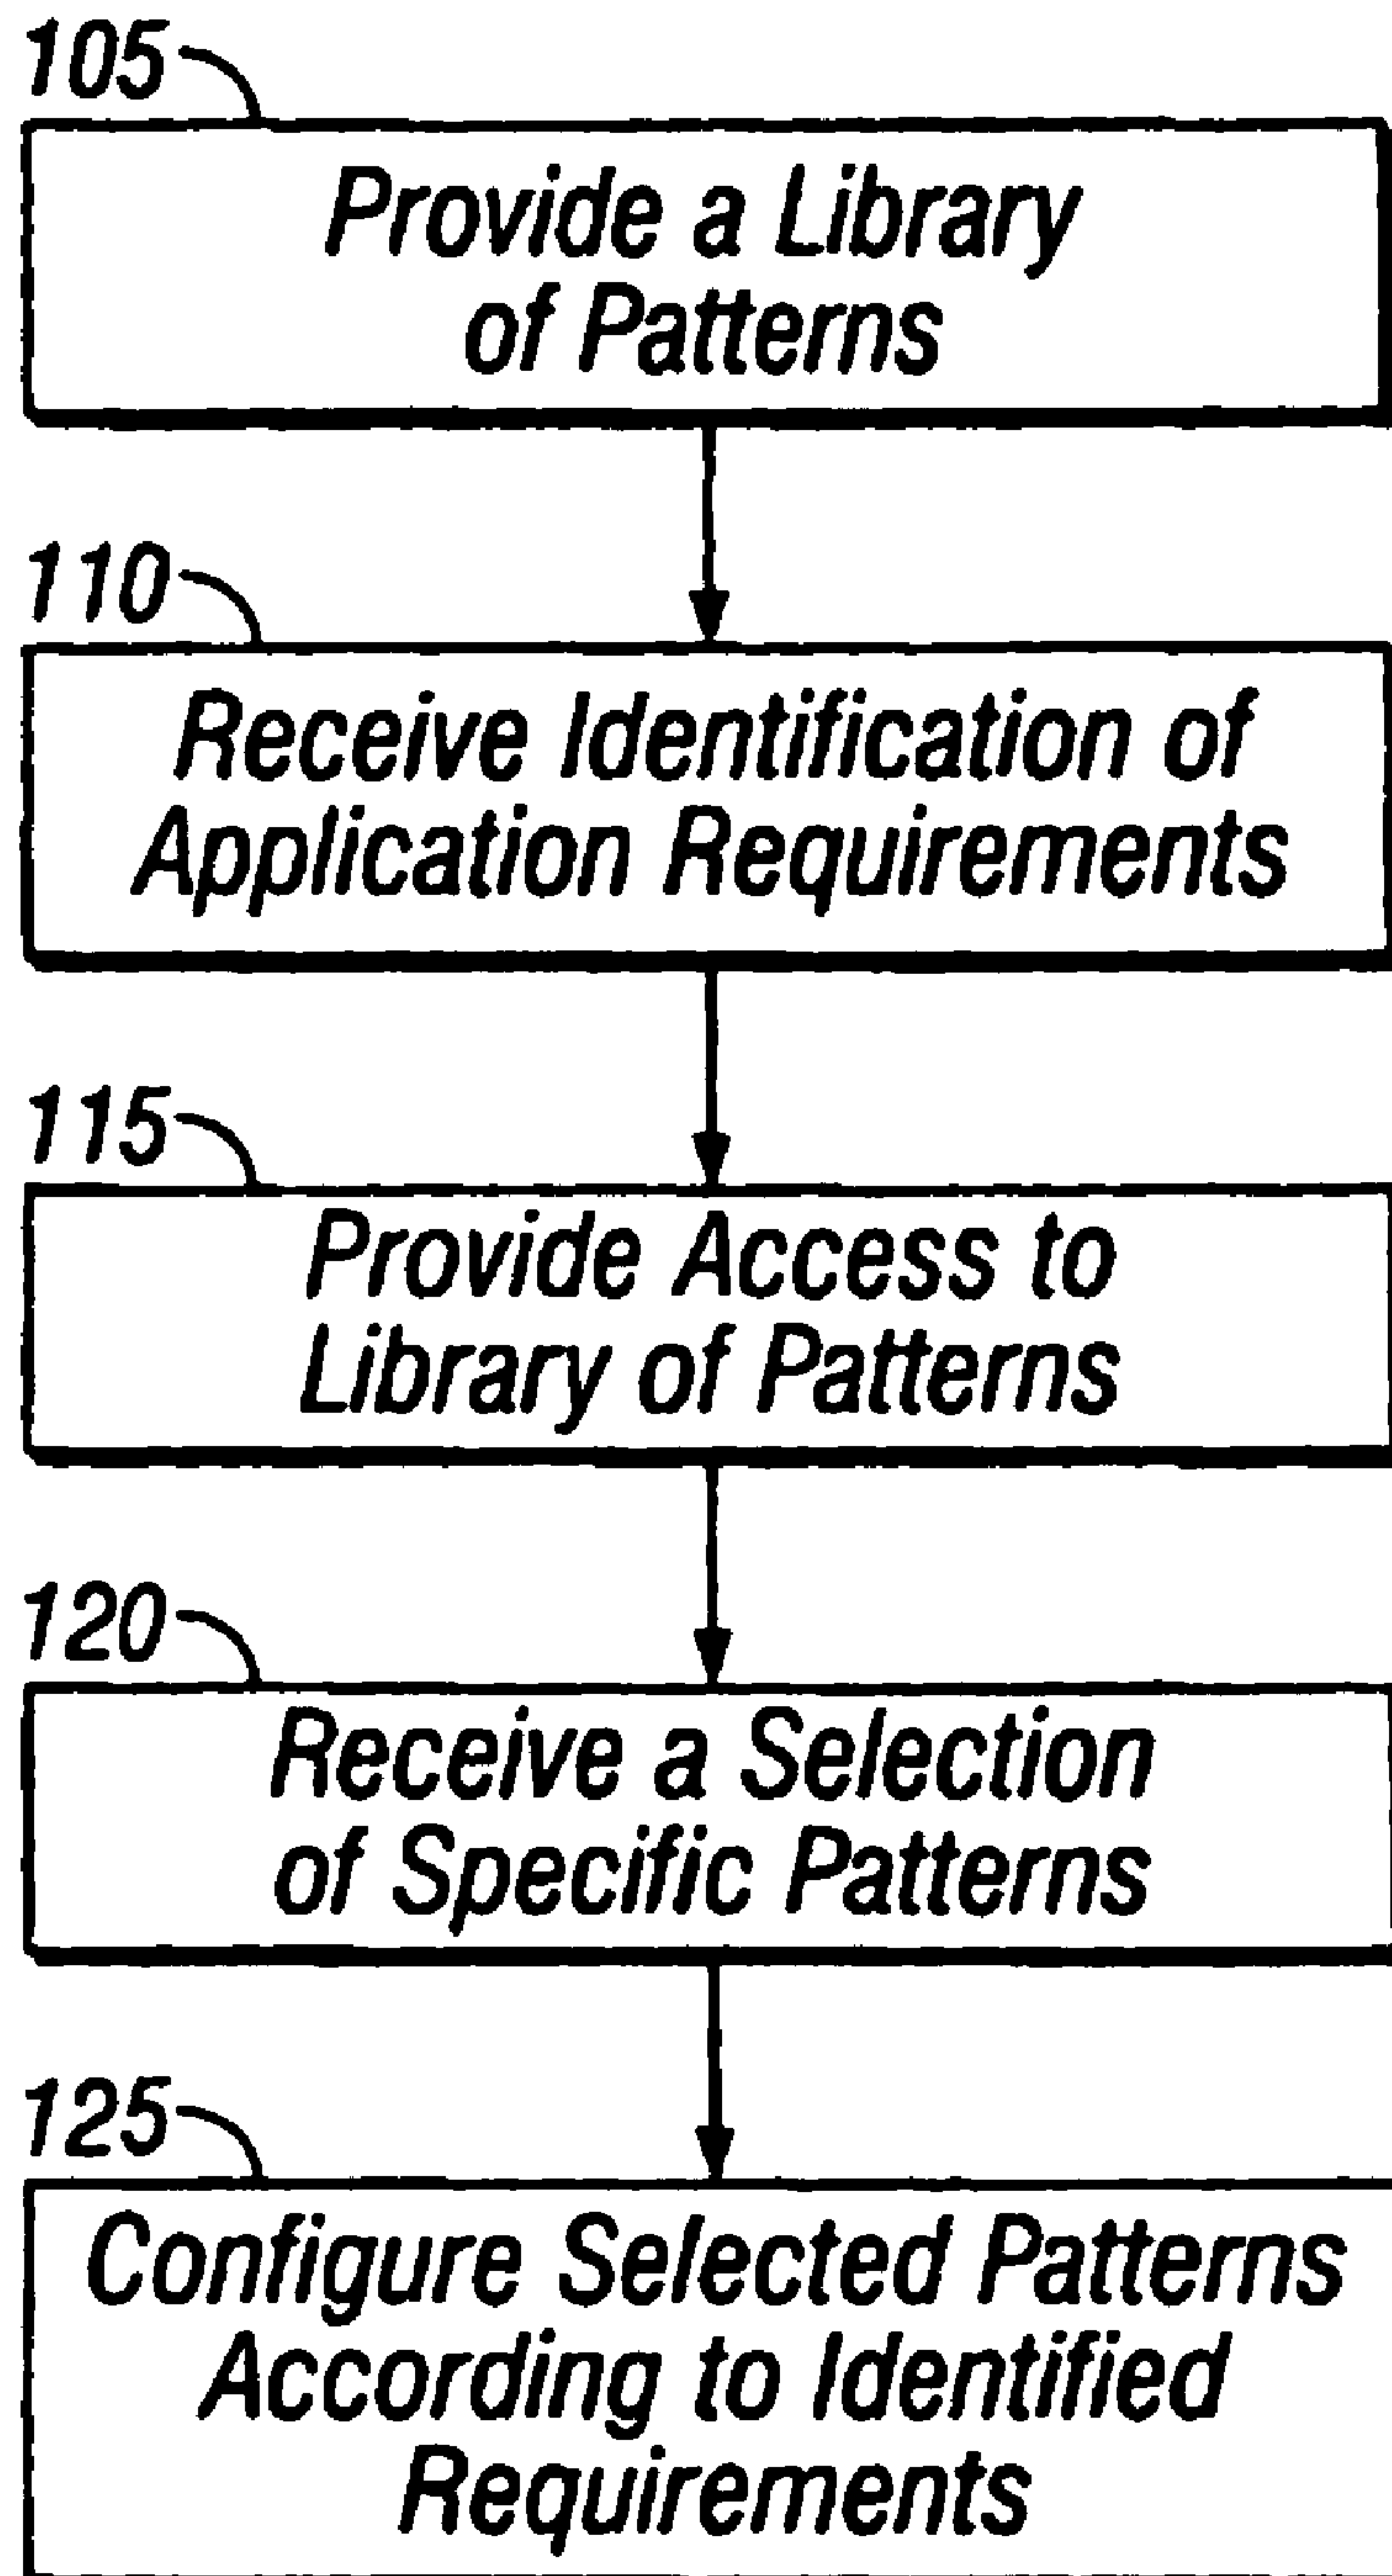 105
Provide a Library
of Patterns
110
Receive Identification of
Application Requirements
115
Provide Access to
Library of Patterns
120
Receive a Selection
of Specific Patterns
125
Configure Selected Patterns
According to Identified
Requirements